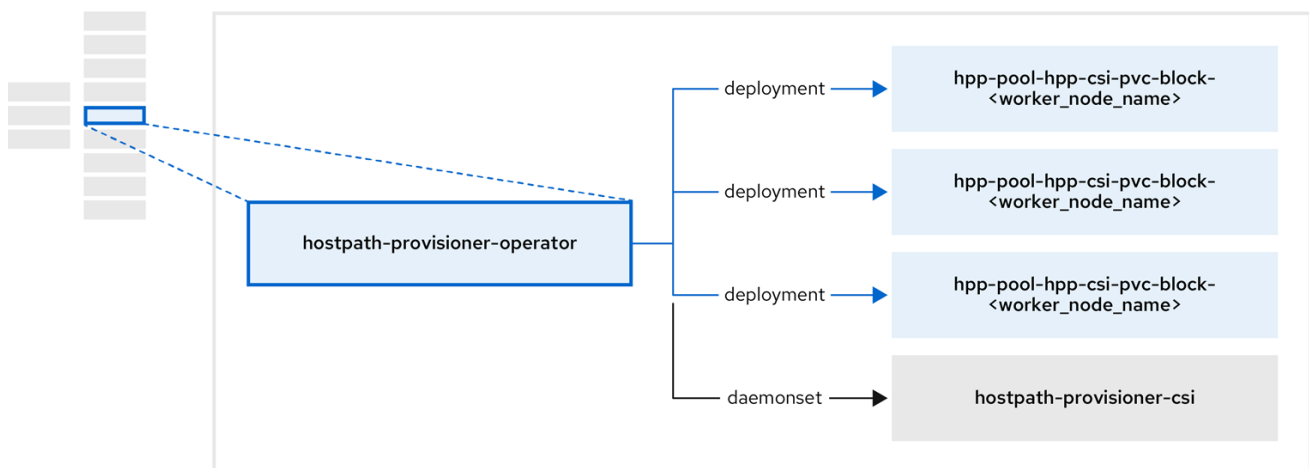 deployment
hpp-pool-hpp-csi-pvc-block-
<worker_node_name>
deployment
hpp-pool-hpp-csi-pvc-block-
<worker_node_name>
hostpath-provisioner-operator
deployment
hpp-pool-hpp-csi-pvc-block-
<worker_node_name>
daemonset
hostpath-provisioner-csi